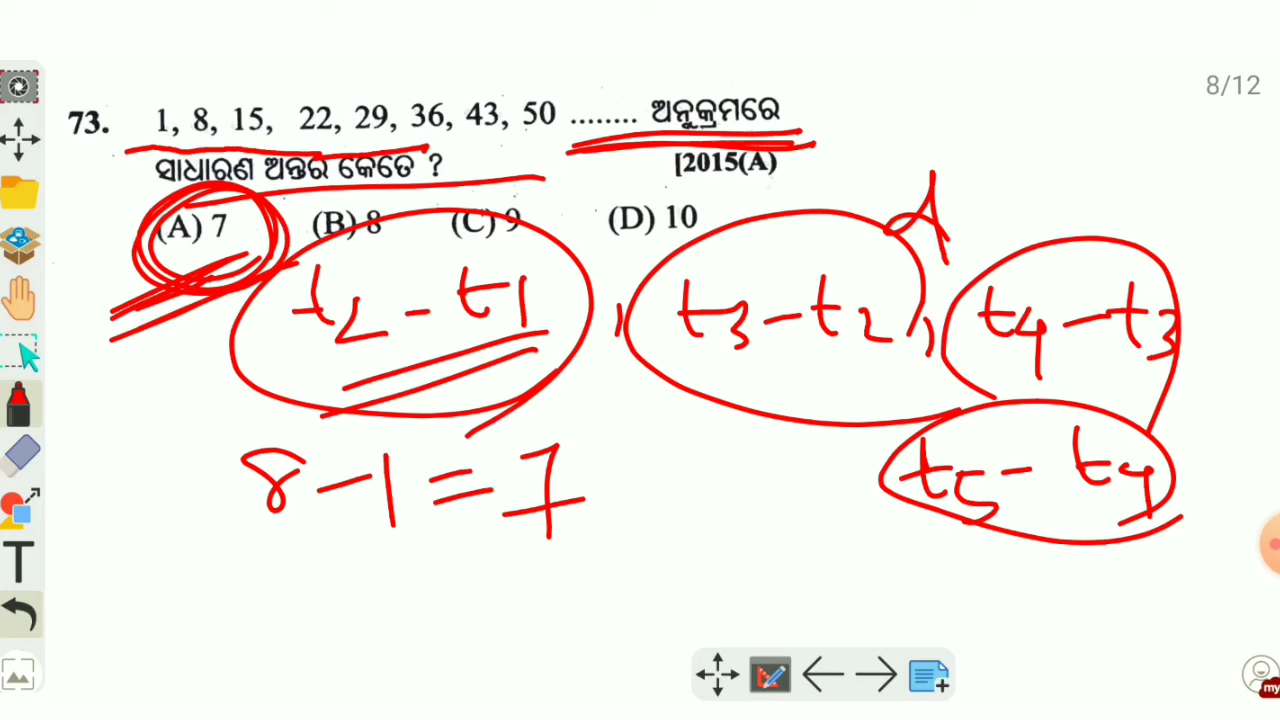 8/12
73. 1, 8, 15, 22, 29, 36, 43, 50 ........ ଅନୁକ୍ରମରେ
ସାଧାରଣ ଅନ୍ତର କେତେ ? [2015(A)
(A) 7 (B) 8 (C) 9 (D) 10
A
t2 - t1, t3 - t2, t4 - t3
t5 - t4
8 - 1 = 7
T
my